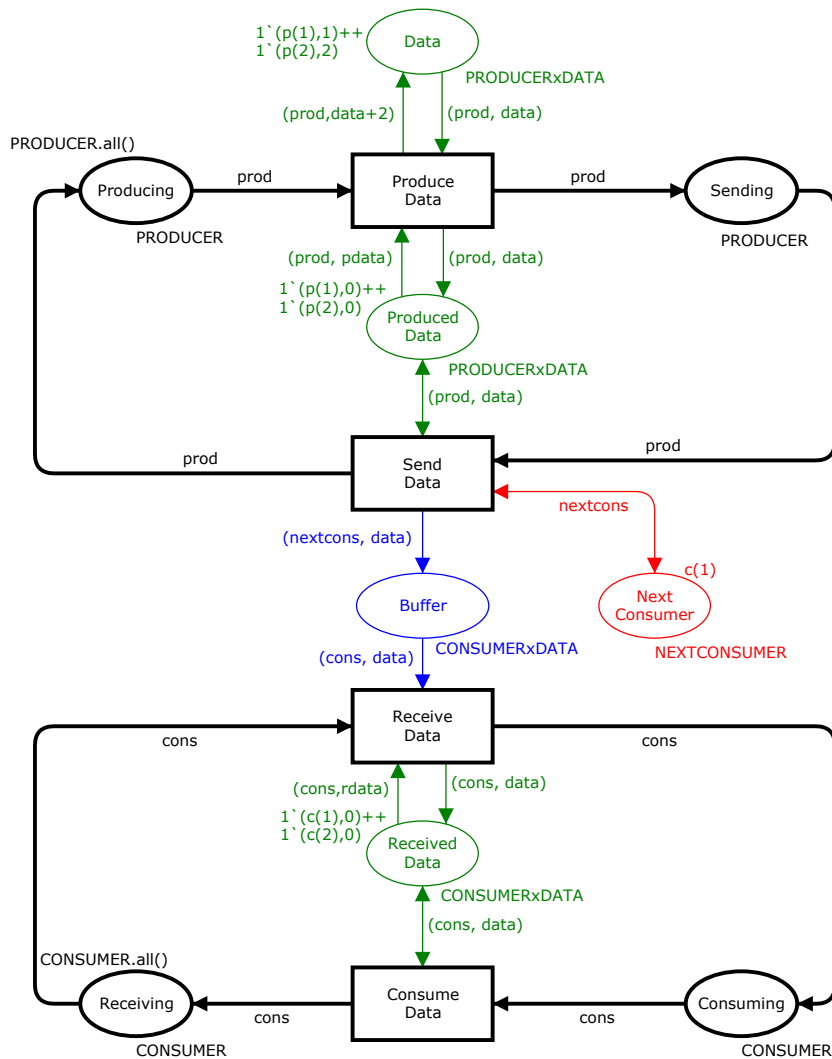 1`(p(1),1)++
1`(p(2),2)
Data
PRODUCERxDATA
(prod,data+2)
(prod, data)
PRODUCER.all()
Producing
prod
Produce
Data
prod
Sending
PRODUCER
PRODUCER
(prod, pdata)
(prod, data)
1`(p(1),0)++
1`(p(2),0)
Produced
Data
PRODUCERxDATA
(prod, data)
prod
prod
Send
Data
nextcons
(nextcons, data)
c(1)
Buffer
Next
Consumer
CONSUMERxDATA
NEXTCONSUMER
(cons, data)
Receive
Data
cons
cons
(cons,rdata)
(cons, data)
1`(c(1),0)++
1`(c(2),0)
Received
Data
CONSUMERxDATA
(cons, data)
CONSUMER.all()
Receiving
cons
Consume
Data
cons
Consuming
CONSUMER
CONSUMER